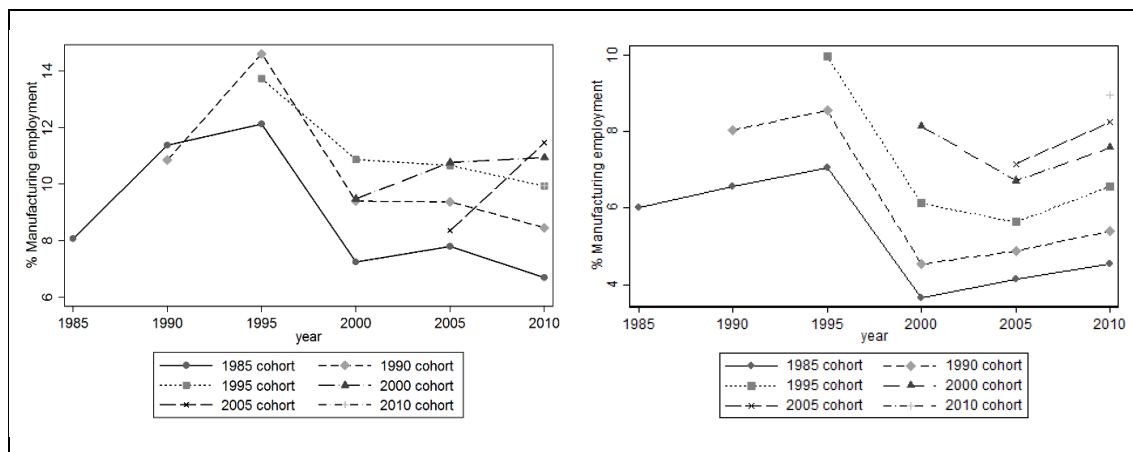 % Manufacturing employment
14
12
10
8
6
1985 1990 1995 2000 2005 2010
year
1985 cohort 1990 cohort
1995 cohort 2000 cohort
2005 cohort 2010 cohort
% Manufacturing employment
10
8
6
4
1985 1990 1995 2000 2005 2010
year
1985 cohort 1990 cohort
1995 cohort 2000 cohort
2005 cohort 2010 cohort